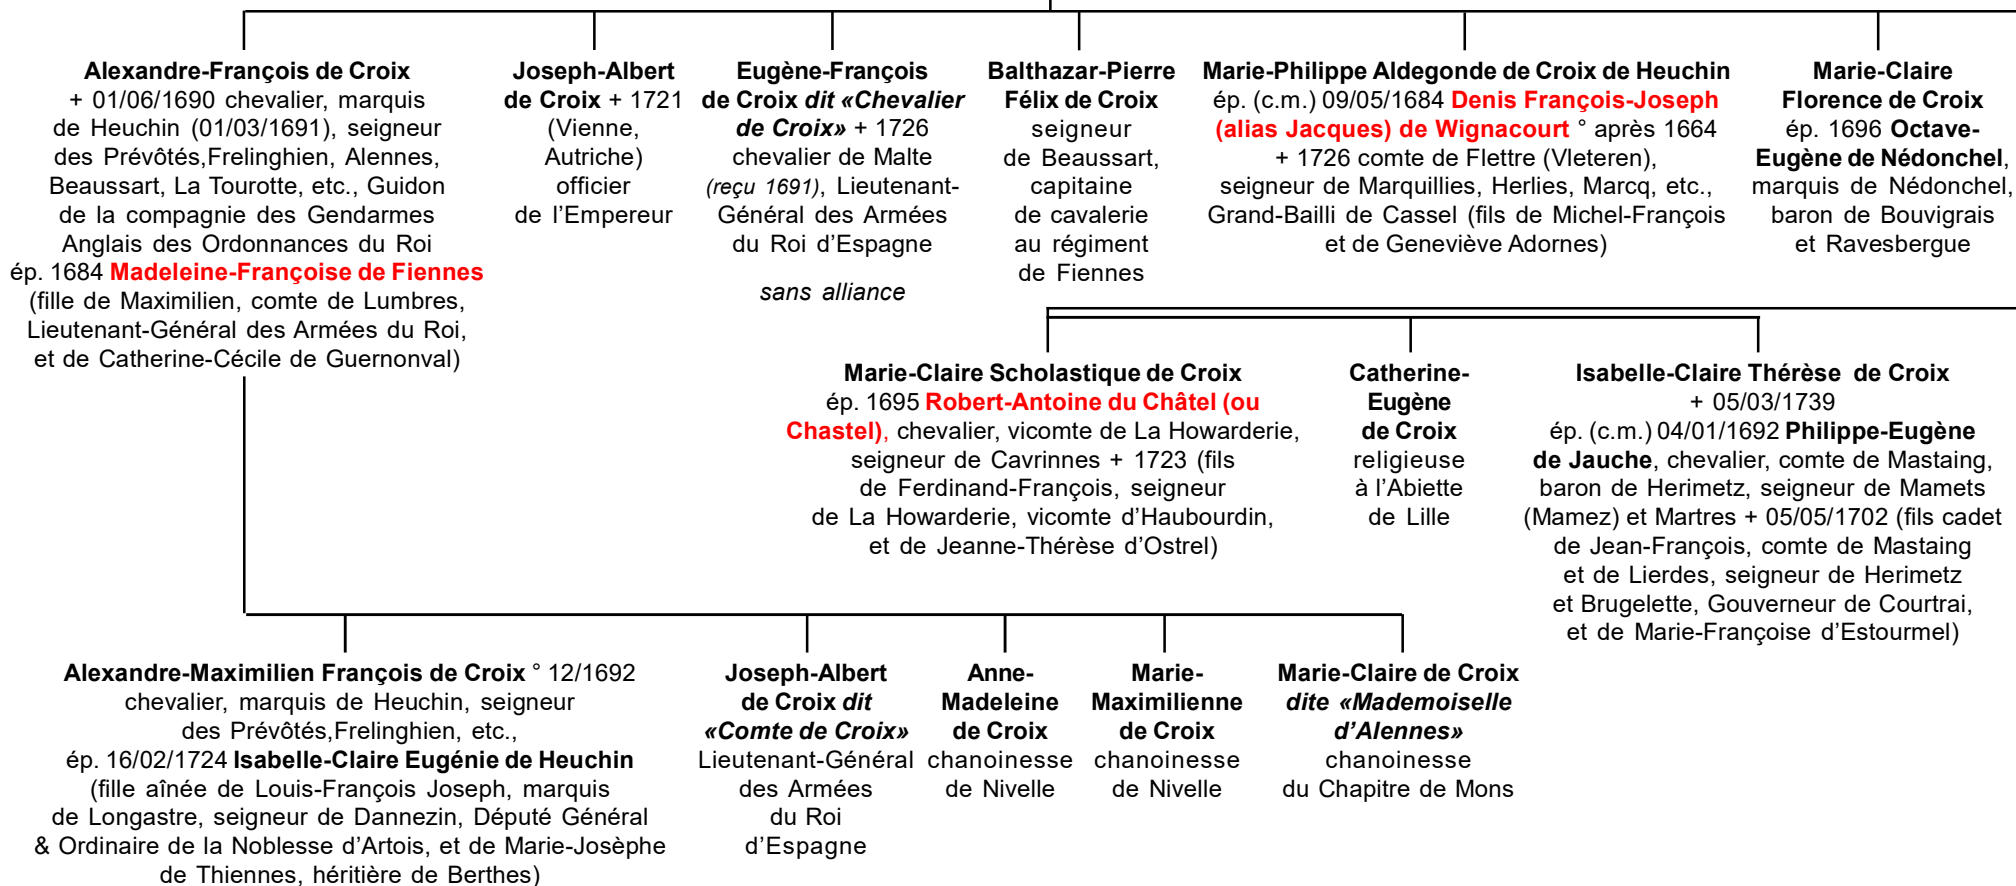 Alexandre-François de Croix
+ 01/06/1690 chevalier, marquis
de Heuchin (01/03/1691), seigneur
des Prévôtés,Frelinghien, Alennes,
Beaussart, La Tourotte, etc., Guidon
de la compagnie des Gendarmes
Anglais des Ordonnances du Roi
ép. 1684 Madeleine-Françoise de Fiennes
(fille de Maximilien, comte de Lumbres,
Lieutenant-Général des Armées du Roi,
et de Catherine-Cécile de Guernonval)
Joseph-Albert
de Croix + 1721
(Vienne,
Autriche)
officier
de l’Empereur
Eugène-François
de Croix dit «Chevalier
de Croix» + 1726
chevalier de Malte
(reçu 1691), Lieutenant-
Général des Armées
du Roi d’Espagne
sans alliance
Balthazar-Pierre
Félix de Croix
seigneur
de Beaussart,
capitaine
de cavalerie
au régiment
de Fiennes
Marie-Philippe Aldegonde de Croix de Heuchin
ép. (c.m.) 09/05/1684 Denis François-Joseph
(alias Jacques) de Wignacourt ° après 1664
+ 1726 comte de Flettre (Vleteren),
seigneur de Marquillies, Herlies, Marcq, etc.,
Grand-Bailli de Cassel (fils de Michel-François
et de Geneviève Adornes)
Marie-Claire
Florence de Croix
ép. 1696 Octave-
Eugène de Nédonchel,
marquis de Nédonchel,
baron de Bouvigrais
et Ravesbergue
Marie-Claire Scholastique de Croix
ép. 1695 Robert-Antoine du Châtel (ou
Chastel), chevalier, vicomte de La Howarderie,
seigneur de Cavrinnes + 1723 (fils
de Ferdinand-François, seigneur
de La Howarderie, vicomte d’Haubourdin,
et de Jeanne-Thérèse d’Ostrel)
Catherine-
Eugène
de Croix
religieuse
à l’Abiette
de Lille
Isabelle-Claire Thérèse de Croix
+ 05/03/1739
ép. (c.m.) 04/01/1692 Philippe-Eugène
de Jauche, chevalier, comte de Mastaing,
baron de Herimetz, seigneur de Mamets
(Mamez) et Martres + 05/05/1702 (fils cadet
de Jean-François, comte de Mastaing
et de Lierdes, seigneur de Herimetz
et Brugelette, Gouverneur de Courtrai,
et de Marie-Françoise d’Estourmel)
Alexandre-Maximilien François de Croix ° 12/1692
chevalier, marquis de Heuchin, seigneur
des Prévôtés,Frelinghien, etc.,
ép. 16/02/1724 Isabelle-Claire Eugénie de Heuchin
(fille aînée de Louis-François Joseph, marquis
de Longastre, seigneur de Dannezin, Député Général
& Ordinaire de la Noblesse d’Artois, et de Marie-Josèphe
de Thiennes, héritière de Berthes)
Joseph-Albert
de Croix dit
«Comte de Croix»
Lieutenant-Général
des Armées
du Roi
d’Espagne
Anne-
Madeleine
de Croix
chanoinesse
de Nivelle
Marie-
Maximilienne
de Croix
chanoinesse
de Nivelle
Marie-Claire de Croix
dite «Mademoiselle
d’Alennes»
chanoinesse
du Chapitre de Mons